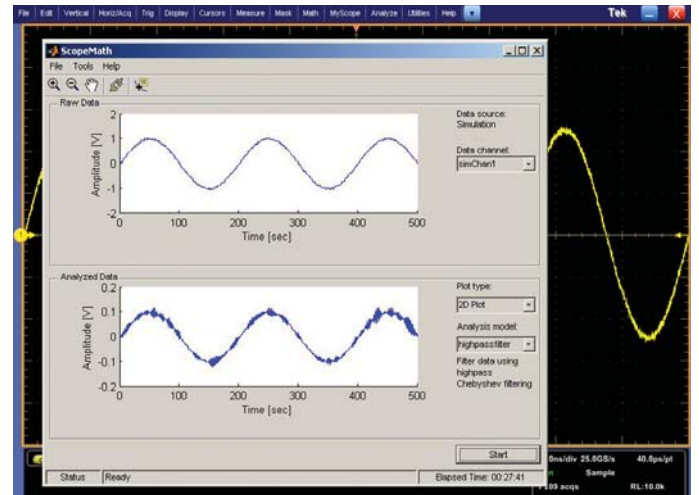 File Edit Vertical Horiz/Acq Trig Display Cursors Measure Mask Math MyScope Analyze Utilities Help Tek
ScopeMath
File Tools Help
Raw Data
Amplitude [V]
2
1
0
-1
-2
0 100 200 300 400 500
Time [sec]
Data source:
Simulation
Data channel:
simChan1
Analyzed Data
Amplitude [V]
0.2
0.1
0
-0.1
-0.2
0 100 200 300 400 500
Time [sec]
Plot type:
2D Plot
Analysis model:
highpassfilter
Filter data using
highpass
Chebyshev filtering
Start
Status Ready Elapsed Time: 00:27:41
1
0ns/div 25.0GS/s 40.0ps/pt
Sample
acqs RL:10.0k